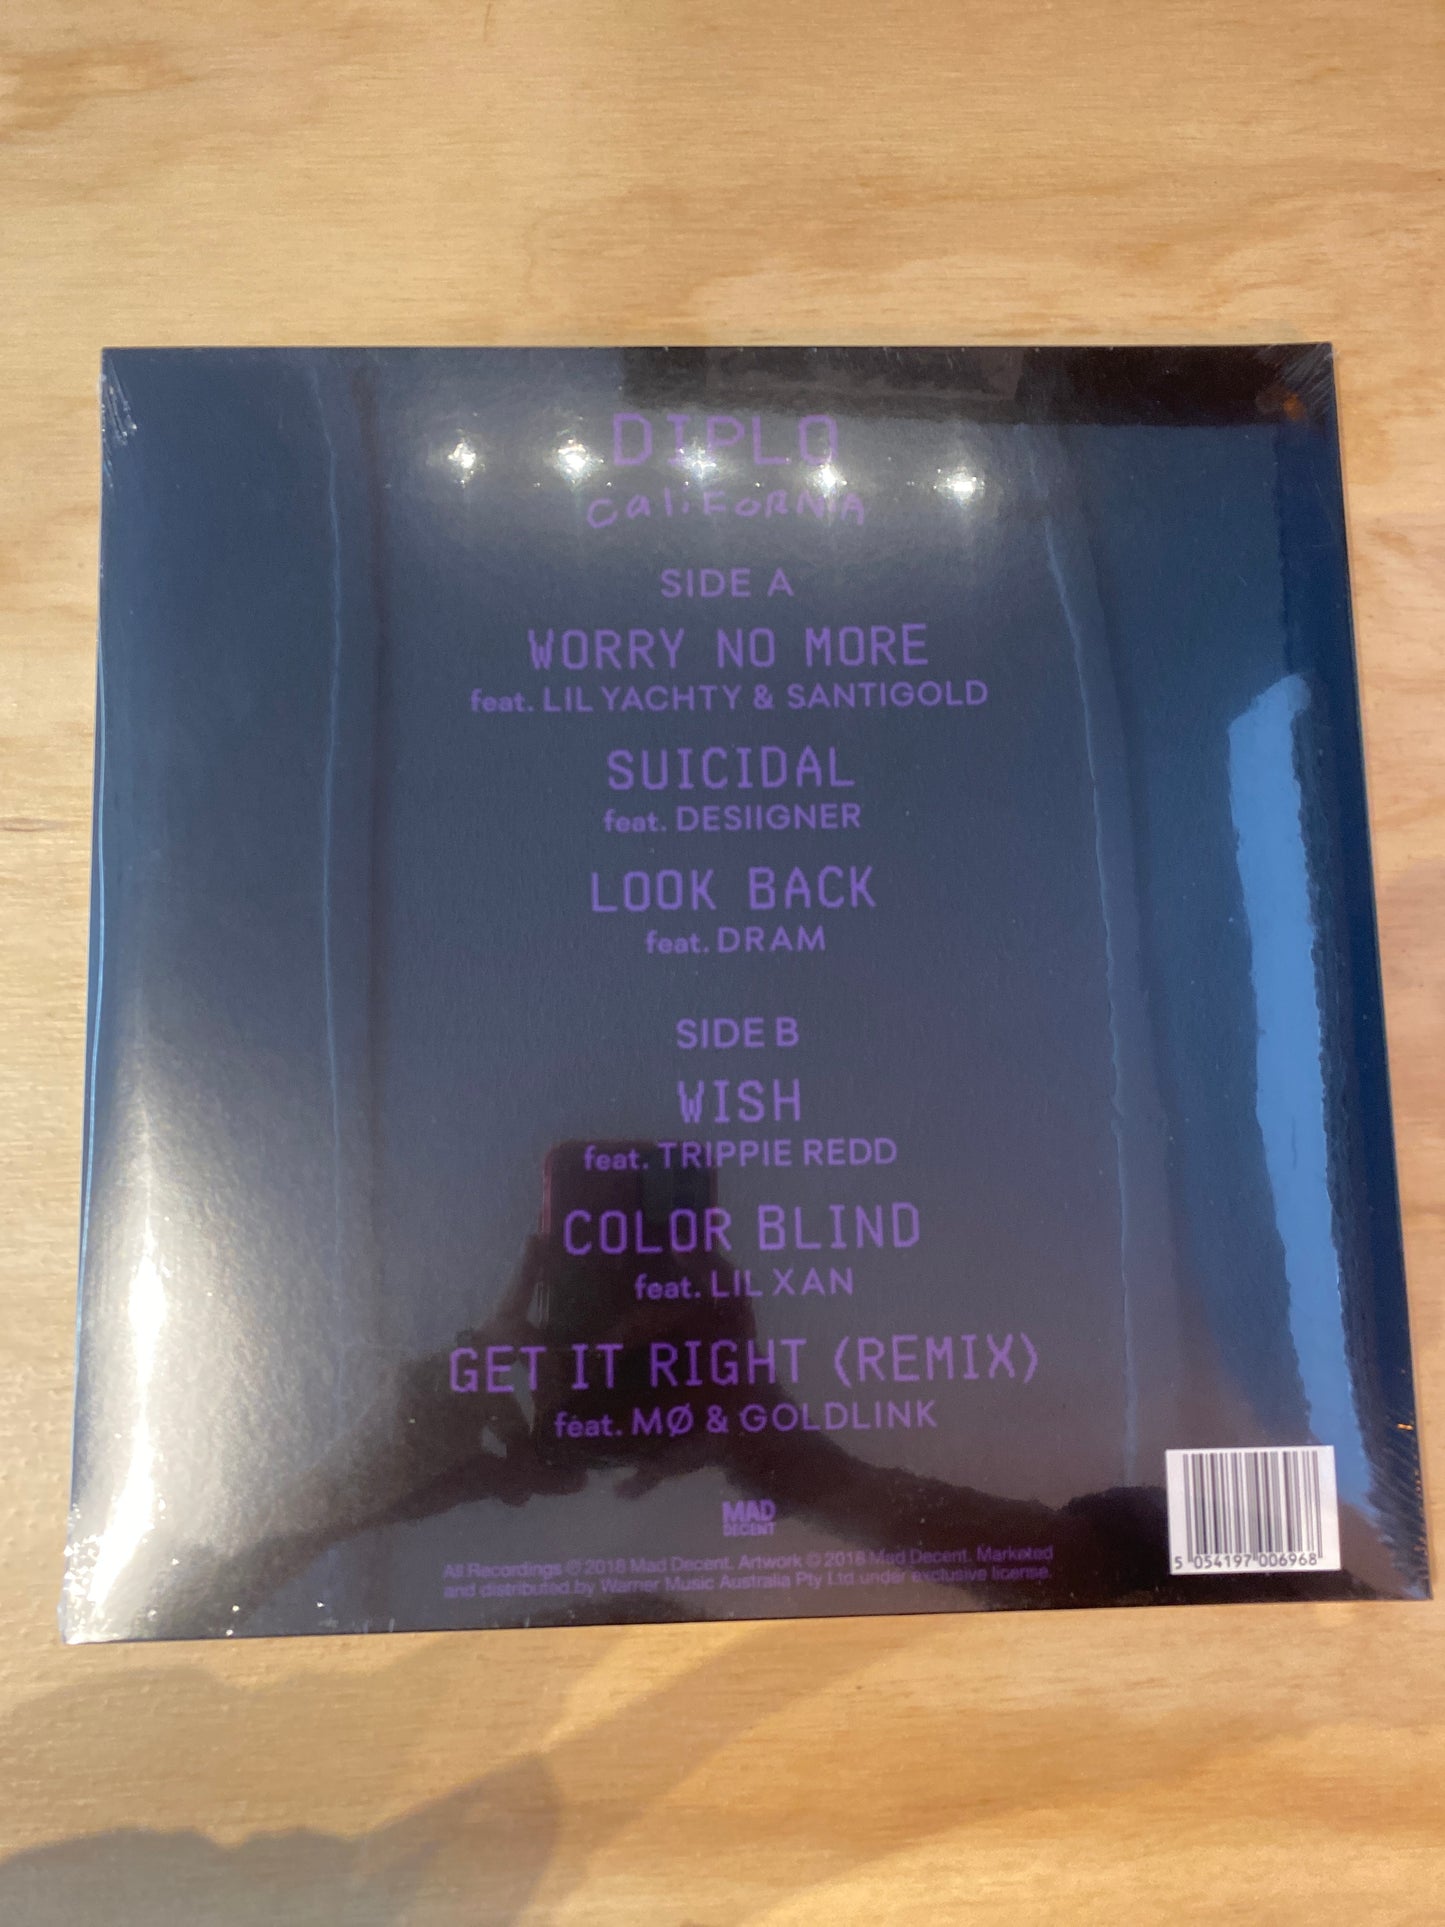 DIPLO
CaliFORNIA
SIDE A
WORRY NO MORE
feat. LIL YACHTY & SANTIGOLD
SUICIDAL
feat. DESIIGNER
LOOK BACK
feat. DRAM
SIDE B
WISH
feat. TRIPPIE REDD
COLOR BLIND
feat. LIL XAN
GET IT RIGHT (REMIX)
feat. MØ & GOLDLINK
MAD
DECENT
All Recordings © 2018 Mad Decent. Artwork © 2018 Mad Decent. Marketed
and distributed by Warner Music Australia Pty Ltd under exclusive license.
5 054197 006968